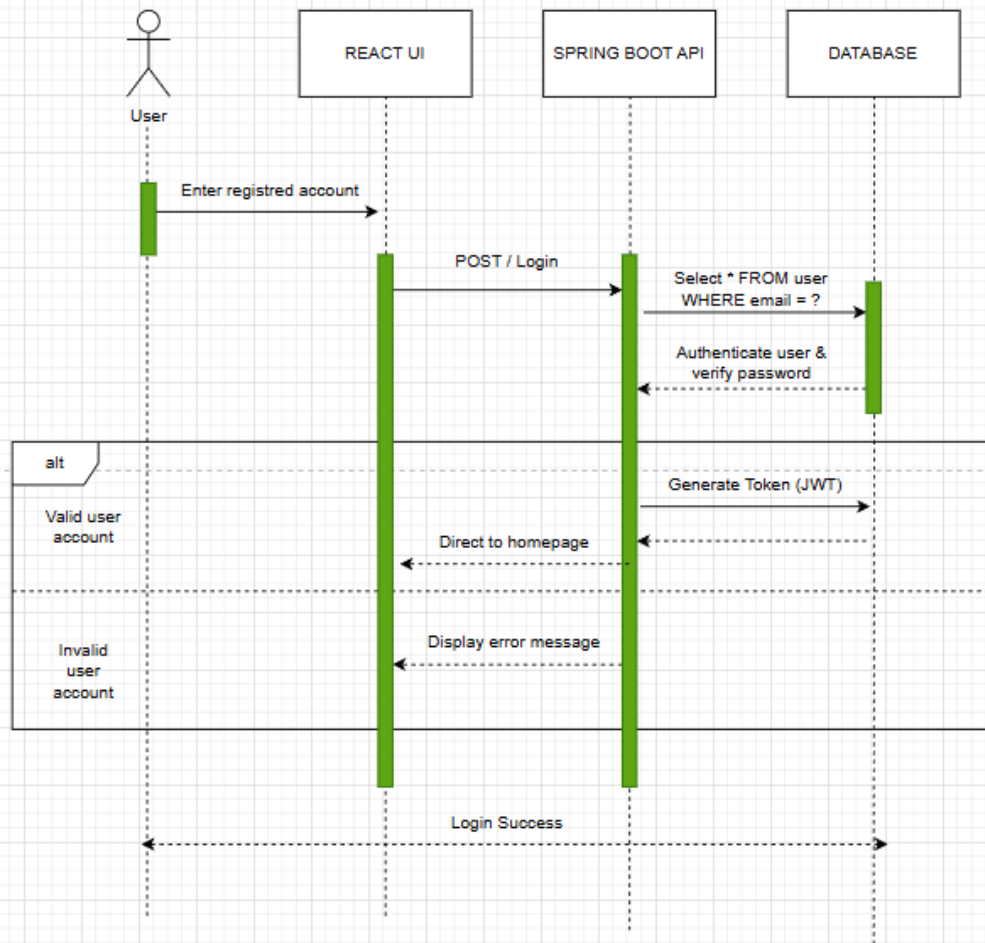 User
REACT UI
SPRING BOOT API
DATABASE
Enter registred account
POST / Login
Select * FROM user
WHERE email = ?
Authenticate user &
verify password
alt
Generate Token (JWT)
Valid user
account
Direct to homepage
Display error message
Invalid
user
account
Login Success